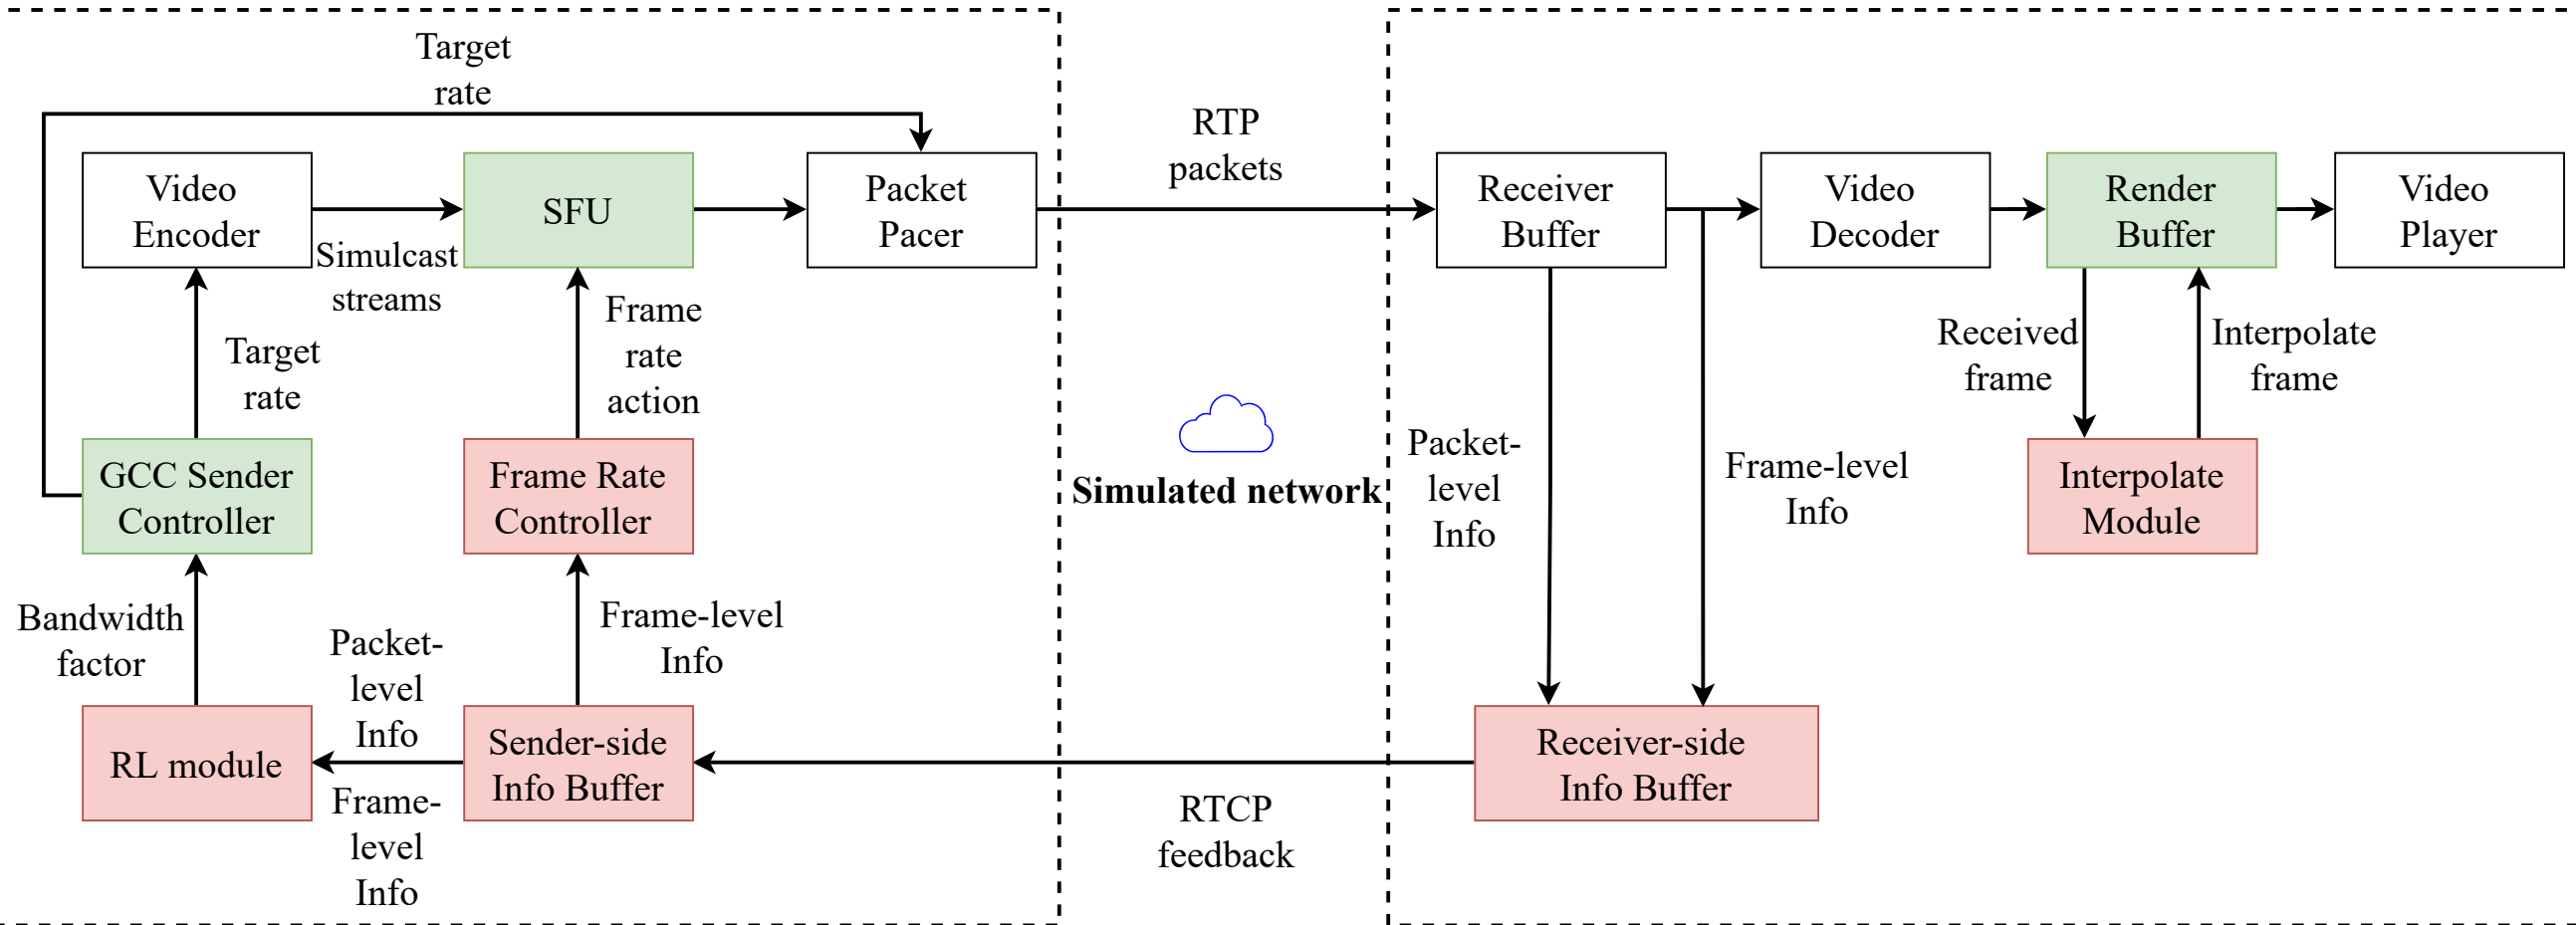 Target
rate
Video
Encoder
Simulcast
streams
SFU
Packet
Pacer
RTP
packets
Receiver
Buffer
Video
Decoder
Render
Buffer
Video
Player
Target
rate
Frame
rate
action
Received
frame
Interpolate
frame
GCC Sender
Controller
Frame Rate
Controller
Simulated network
Packet-
level
Info
Frame-level
Info
Interpolate
Module
Bandwidth
factor
Packet-
level
Info
Frame-level
Info
RL module
Frame-
level
Info
Sender-side
Info Buffer
RTCP
feedback
Receiver-side
Info Buffer